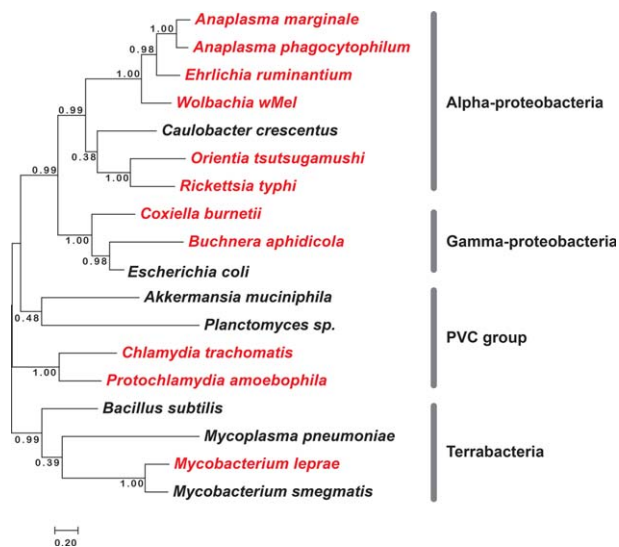 Anaplasma marginale
1.00
Anaplasma phagocytophilum
0.98
Ehrlichia ruminantium
1.00
Wolbachia wMel
Alpha-proteobacteria
0.99
Caulobacter crescentus
0.38
Orientia tsutsugamushi
1.00
Rickettsia typhi
0.99
Coxiella burnetii
1.00
Buchnera aphidicola
Gamma-proteobacteria
0.98
Escherichia coli
Akkermansia muciniphila
0.48
Planctomyces sp.
PVC group
Chlamydia trachomatis
1.00
Protochlamydia amoebophila
Bacillus subtilis
0.99
Mycoplasma pneumoniae
Terrabacteria
0.39
Mycobacterium leprae
1.00
Mycobacterium smegmatis
0.20